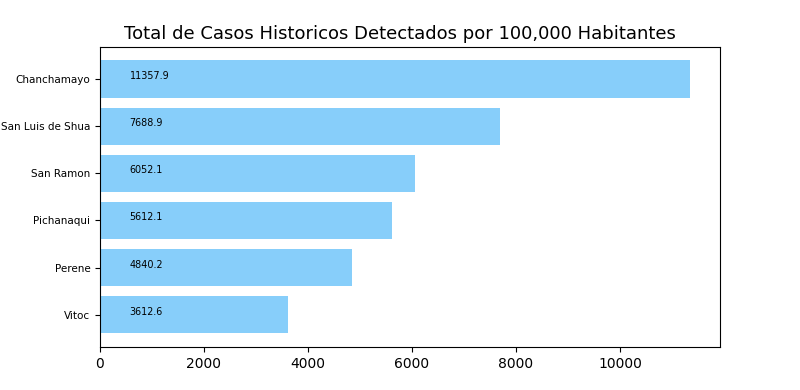 Total de Casos Historicos Detectados por 100,000 Habitantes
Chanchamayo 11357.9
San Luis de Shua 7688.9
San Ramon 6052.1
Pichanaqui 5612.1
Perene 4840.2
Vitoc 3612.6
0 2000 4000 6000 8000 10000